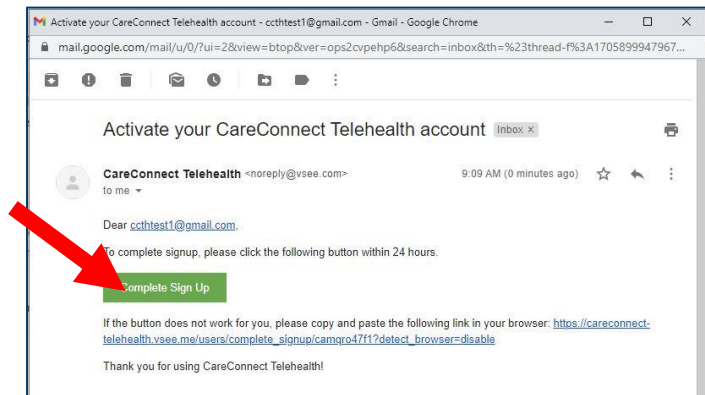 Activate your CareConnect Telehealth account - ccthtest1@gmail.com - Gmail - Google Chrome
mail.google.com/mail/u/0/?ui=2&view=btop&ver=ops2cvpehp6&search=inbox&th=%23thread-f%3A1705899947967...
Activate your CareConnect Telehealth account Inbox ×
CareConnect Telehealth <noreply@vsee.com> 9:09 AM (0 minutes ago)
to me
Dear ccthtest1@gmail.com,
To complete signup, please click the following button within 24 hours.
Complete Sign Up
If the button does not work for you, please copy and paste the following link in your browser: https://careconnect-
telehealth.vsee.me/users/complete_signup/camqro47f1?detect_browser=disable
Thank you for using CareConnect Telehealth!